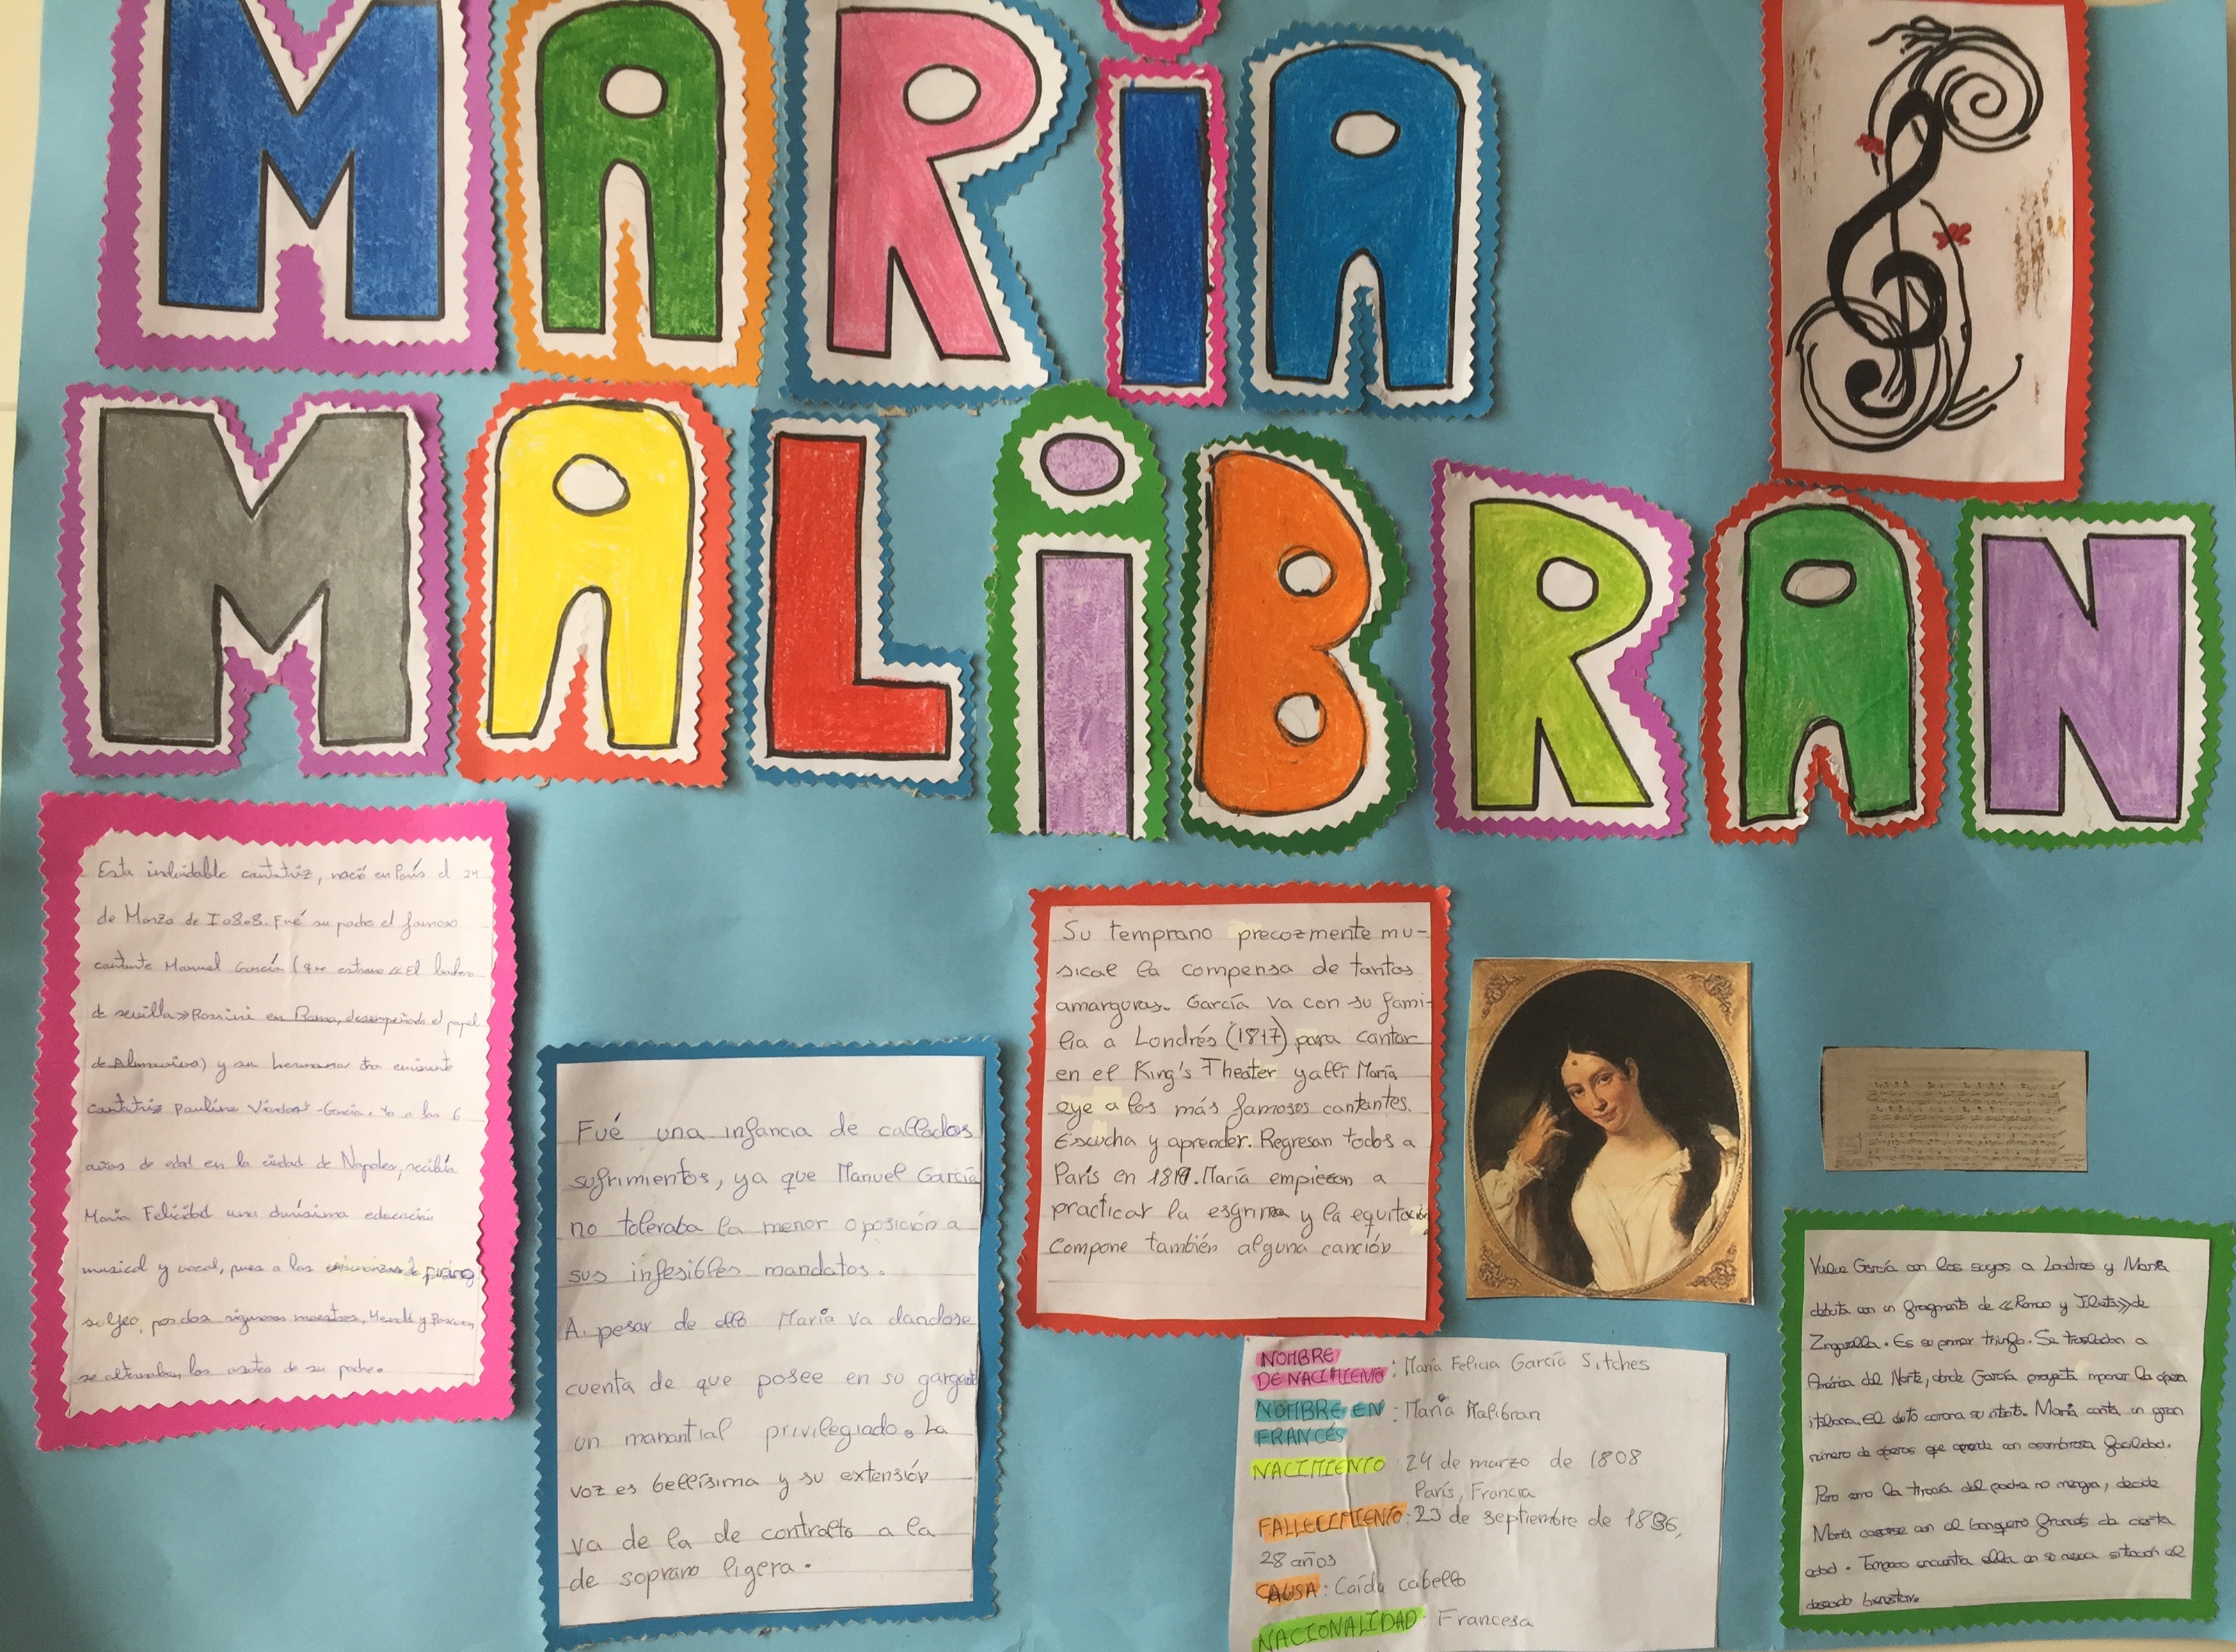 MARiA
MALiBRAN
Esta inolvidable cantatriz, nació en París el 24
de Marzo de 1808. Fué su padre el famoso
cantante Manuel García (que estreno «El barbero
de sevilla» Rossini en Roma, desempeñado el papel
de Almaviva) y su hermana otra eminente
cantatriz Pauline Viardot-García. Ya a los 6
años de edad en la ciudad de Napoles, recibía
María Felicidad una durísima educación
musical y vocal, pues a las de piano
solfeo, por dos rigurosos maestros, y
se alternaban los azotes de su padre.
Fué una infancia de callados
sufrimientos, ya que Manuel García
no toleraba la menor oposición a
sus infesibles mandatos.
A pesar de ello María va dandose
cuenta de que posee en su garganta
un manantial privilegiado. La
voz es bellísima y su extensión
va de la de contralto a la
de soprano ligera.
Su temprano precozmente mu-
sical la compensa de tantas
amarguras. García va con su fami-
lia a Londrés (1817) para cantar
en el King's Theater y allí María
oye a los más famosos cantantes.
Escucha y aprender. Regresan todos a
París en 1819. María empiezan a
practicar la esgrima y la equitación
Compone también alguna canción
NOMBRE
DE NACIMIENTO: María Felicia García Sitches
NOMBRE EN : María Malibran
FRANCÉS
NACIMIENTO 24 de marzo de 1808
París, Francia
FALLECIMIENTO: 23 de septiembre de 1836,
28 años
CAUSA: Caída cabello
NACIONALIDAD: Francesa
Vuelve García con los suyos a Londres y María
debuta con un fragmento de «Romeo y Julieta» de
Zingarella. Es su primer triunfo. Se trasladan a
América del Norte, donde García proyecta imponer la ópera
italiana. El éxito corona su intento. María canta un gran
número de óperas que aprende con asombrosa facilidad.
Pero como la tiranía del padre no mengua, decide
María casarse con el banquero francés de cierta
edad. Tampoco encuentra ella en su nueva situación el
deseado bienestar.